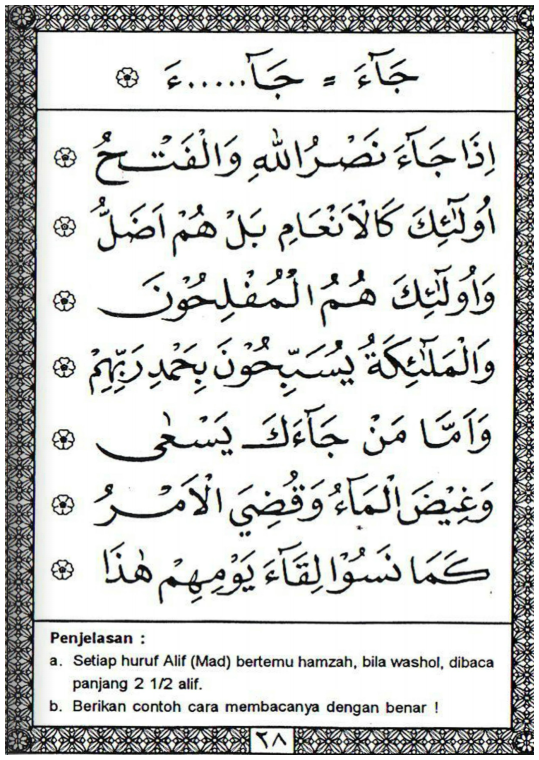 جَآءَ = جَآ.....ءَ
اِذَا جَآءَ نَصْرُ اللهِ وَالْفَتْحُ
اُولٰٓئِكَ كَالْاَنْعَامِ بَلْ هُمْ اَضَلُّ
وَاُولٰٓئِكَ هُمُ الْمُفْلِحُوْنَ
وَالْمَلٰٓئِكَةُ يُسَبِّحُوْنَ بِحَمْدِ رَبِّهِمْ
وَاَمَّا مَنْ جَآءَكَ يَسْعٰى
وَغِيْضَ الْمَآءُ وَقُضِيَ الْاَمْرُ
كَمَا نَسُوْا لِقَآءَ يَوْمِهِمْ هٰذَا
Penjelasan :
a. Setiap huruf Alif (Mad) bertemu hamzah, bila washol, dibaca
panjang 2 1/2 alif.
b. Berikan contoh cara membacanya dengan benar !
٢٨